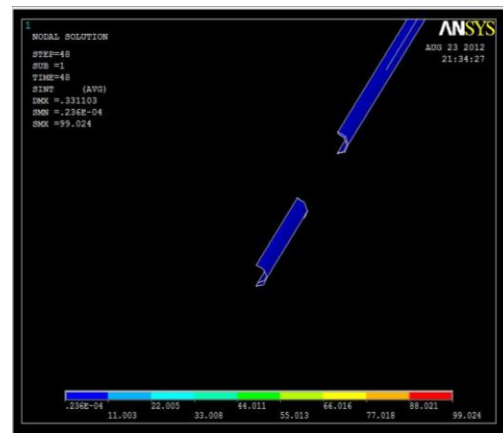 1
NODAL SOLUTION
STEP=48
SUB =1
TIME=48
SINT (AVG)
DMX =.331103
SMN =.236E-04
SMX =99.024
ANSYS
AUG 23 2012
21:34:27
.236E-04 22.005 44.011 66.016 88.021
11.003 33.008 55.013 77.018 99.024